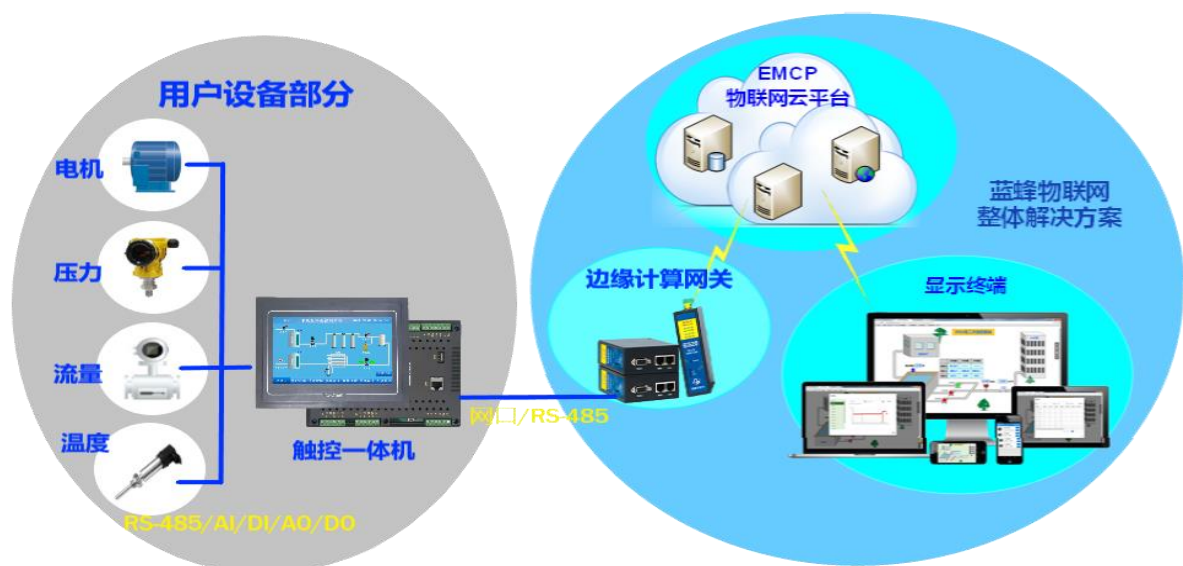 用户设备部分
电机
压力
流量
温度
触控一体机
RS-485/AI/DI/AO/DO
网口/RS-485
EMCP
物联网云平台
蓝蜂物联网
整体解决方案
边缘计算网关
显示终端